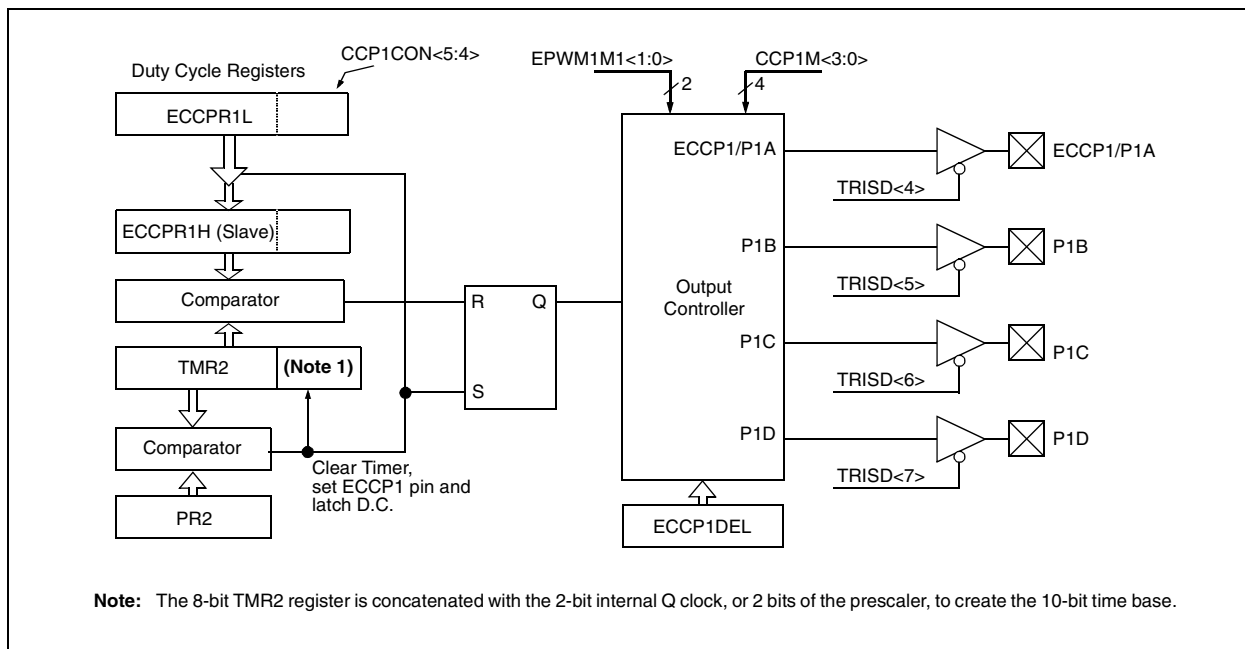 CCP1CON<5:4>
Duty Cycle Registers
ECCPR1L
ECCPR1H (Slave)
Comparator
TMR2
(Note 1)
Comparator
PR2
Clear Timer,
set ECCP1 pin and
latch D.C.
R
Q
S
EPWM1M1<1:0>
2
CCP1M<3:0>
4
ECCP1/P1A
P1B
Output
Controller
P1C
P1D
ECCP1DEL
TRISD<4>
ECCP1/P1A
TRISD<5>
P1B
TRISD<6>
P1C
TRISD<7>
P1D
Note: The 8-bit TMR2 register is concatenated with the 2-bit internal Q clock, or 2 bits of the prescaler, to create the 10-bit time base.